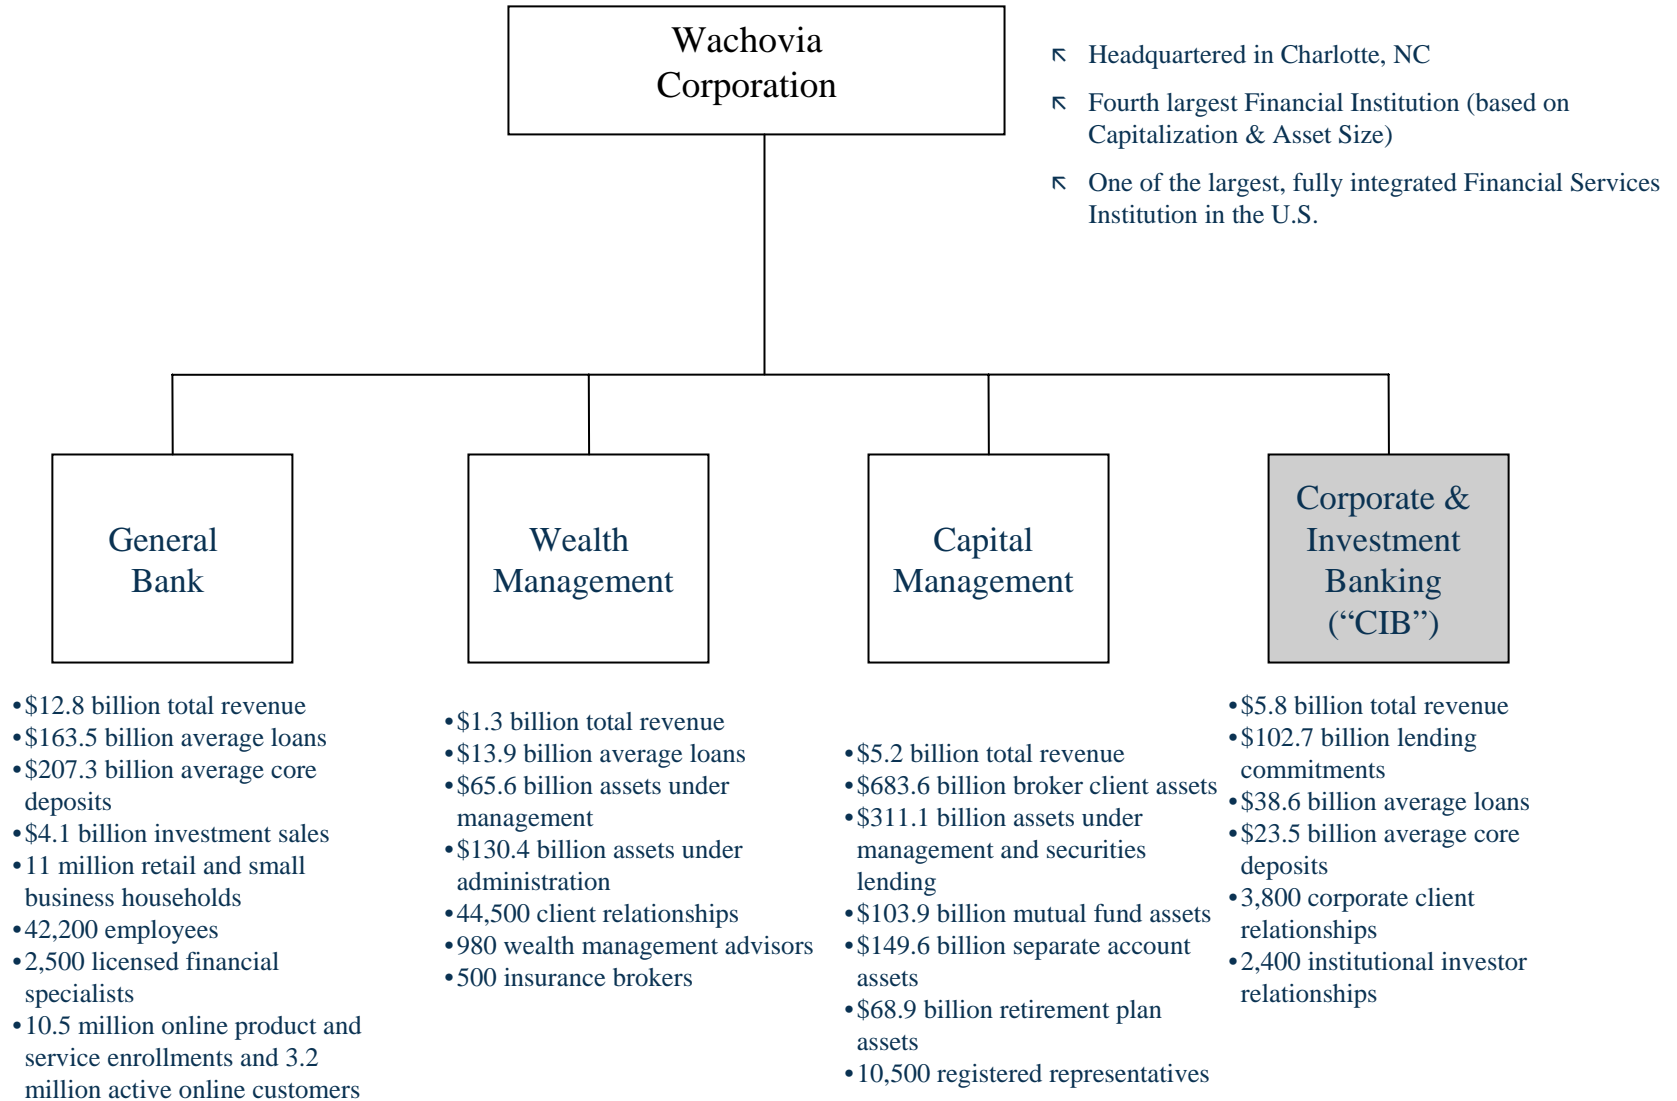 Wachovia
Corporation
↖ Headquartered in Charlotte, NC
↖ Fourth largest Financial Institution (based on
Capitalization & Asset Size)
↖ One of the largest, fully integrated Financial Services
Institution in the U.S.
General
Bank
Wealth
Management
Capital
Management
Corporate &
Investment
Banking
(“CIB”)
•$12.8 billion total revenue
•$163.5 billion average loans
•$207.3 billion average core
deposits
•$4.1 billion investment sales
•11 million retail and small
business households
•42,200 employees
•2,500 licensed financial
specialists
•10.5 million online product and
service enrollments and 3.2
million active online customers
•$1.3 billion total revenue
•$13.9 billion average loans
•$65.6 billion assets under
management
•$130.4 billion assets under
administration
•44,500 client relationships
•980 wealth management advisors
•500 insurance brokers
•$5.2 billion total revenue
•$683.6 billion broker client assets
•$311.1 billion assets under
management and securities
lending
•$103.9 billion mutual fund assets
•$149.6 billion separate account
assets
•$68.9 billion retirement plan
assets
•10,500 registered representatives
•$5.8 billion total revenue
•$102.7 billion lending
commitments
•$38.6 billion average loans
•$23.5 billion average core
deposits
•3,800 corporate client
relationships
•2,400 institutional investor
relationships